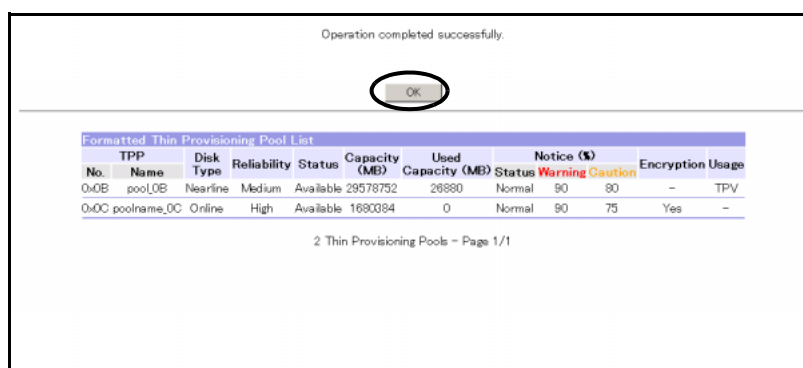 Operation completed successfully.
OK
Formatted Thin Provisioning Pool List
TPP Disk Type Reliability Status Capacity (MB) Used Capacity (MB) Notice (%) Encryption Usage
No. Name Status Warning Caution
0x0B pool_0B Nearline Medium Available 29578752 26880 Normal 90 80 - TPV
0x0C poolname_0C Online High Available 1680384 0 Normal 90 75 Yes -
2 Thin Provisioning Pools - Page 1/1